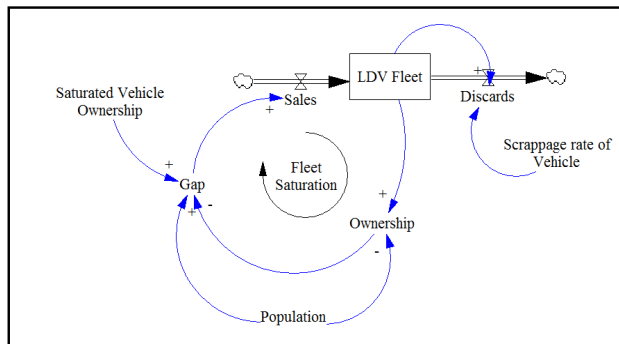 Saturated Vehicle
Ownership
+
Gap
+
-
Sales
+
LDV Fleet
+
Discards
Scrappage rate of
Vehicle
Fleet
Saturation
+
Ownership
-
Population